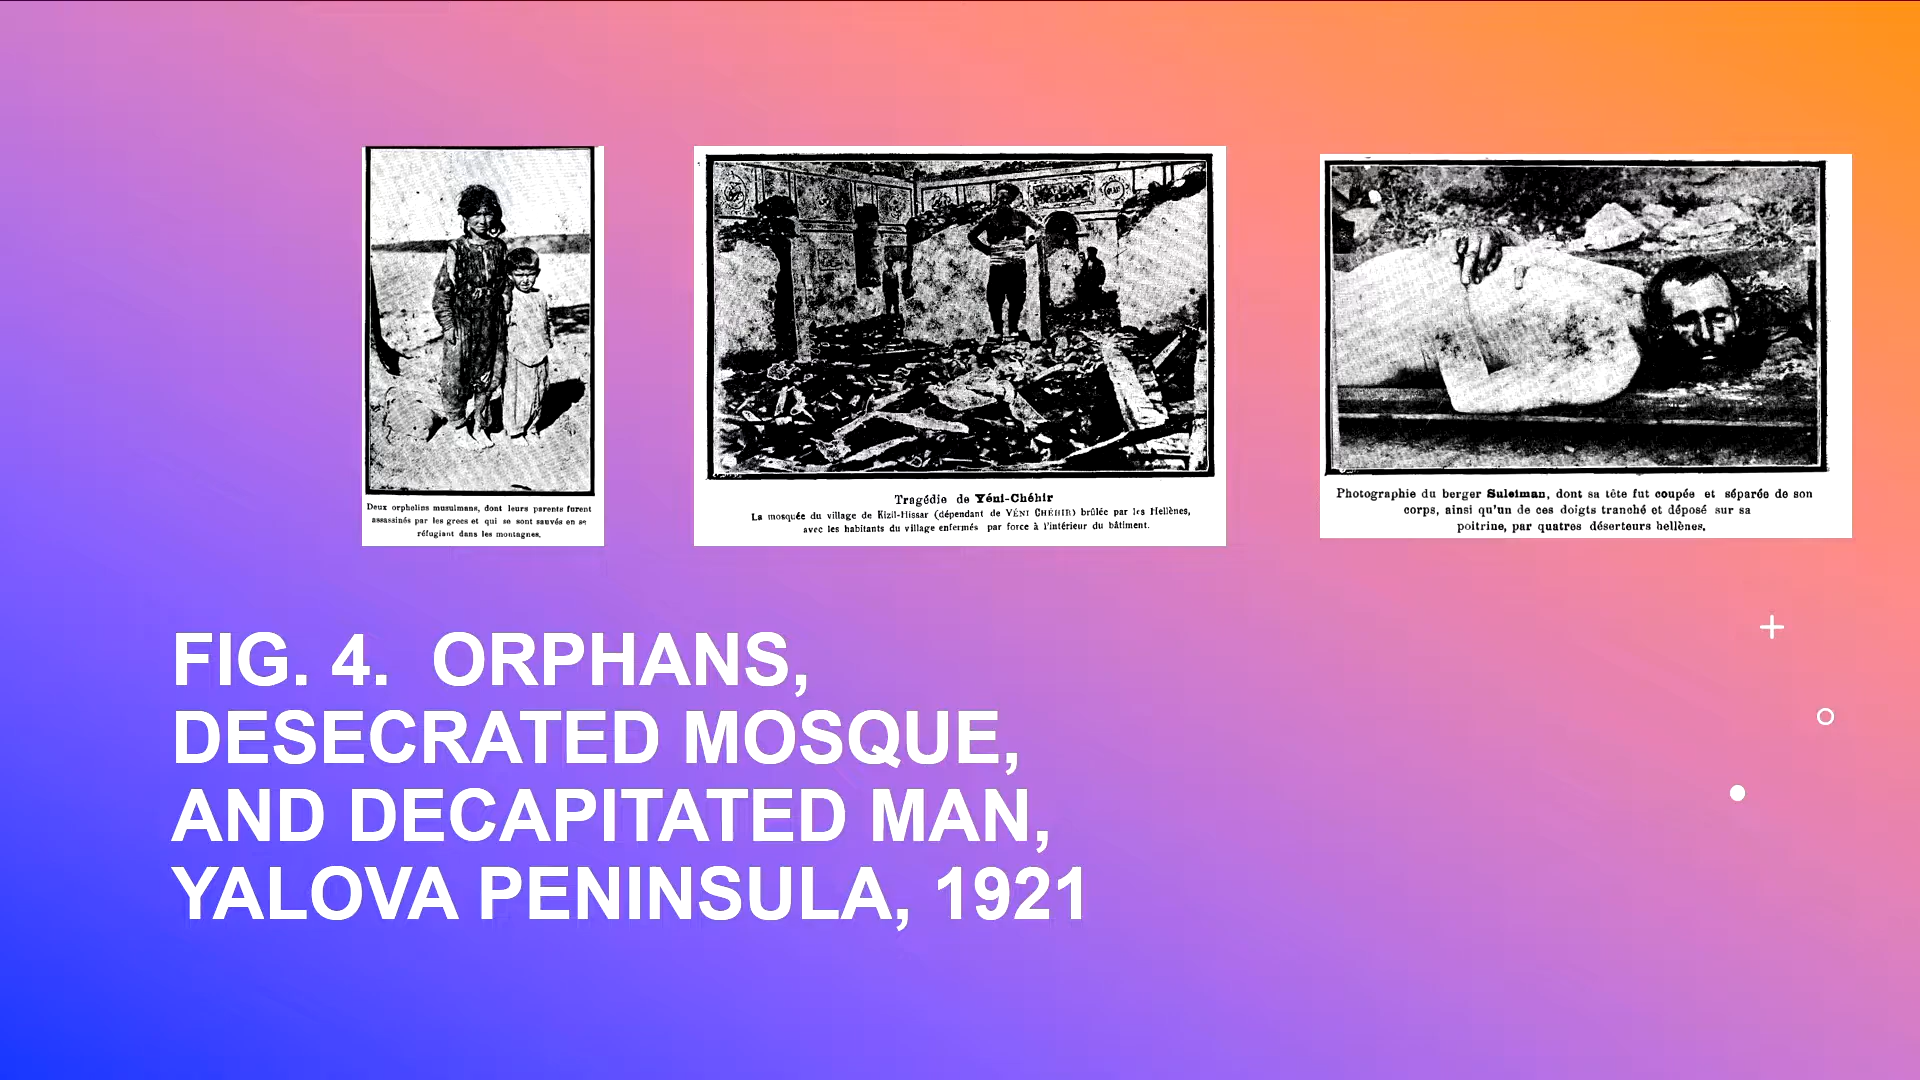 Deux orphelins musulmans, dont leurs parents furent
assassinés par les grecs et qui se sont sauvés en se
réfugiant dans les montagnes.
Tragédie de Yéni-Chéhir
La mosquée du village de Kizil-Hissar (dépendant de YÉNI CHÉHIR) brûlée par les Hellènes,
avec les habitants du village enfermés par force à l'intérieur du bâtiment.
Photographie du berger Suleiman, dont sa tête fut coupée et séparée de son
corps, ainsi qu'un de ces doigts tranché et déposé sur sa
poitrine, par quatres déserteurs hellènes.
FIG. 4. ORPHANS,
DESECRATED MOSQUE,
AND DECAPITATED MAN,
YALOVA PENINSULA, 1921